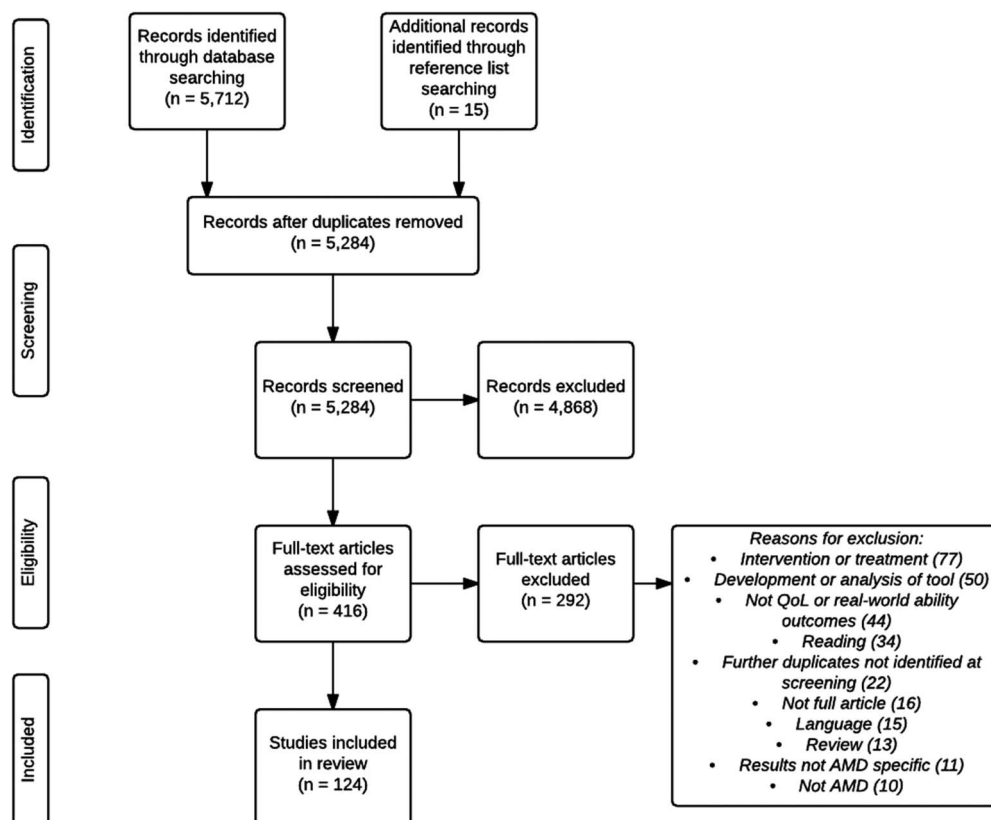 Identification
Records identified
through database
searching
(n = 5,712)
Additional records
identified through
reference list
searching
(n = 15)
Records after duplicates removed
(n = 5,284)
Screening
Records screened
(n = 5,284)
Records excluded
(n = 4,868)
Eligibility
Full-text articles
assessed for
eligibility
(n = 416)
Full-text articles
excluded
(n = 292)
Reasons for exclusion:
• Intervention or treatment (77)
• Development or analysis of tool (50)
• Not QoL or real-world ability
outcomes (44)
• Reading (34)
• Further duplicates not identified at
screening (22)
• Not full article (16)
• Language (15)
• Review (13)
• Results not AMD specific (11)
• Not AMD (10)
Included
Studies included
in review
(n = 124)